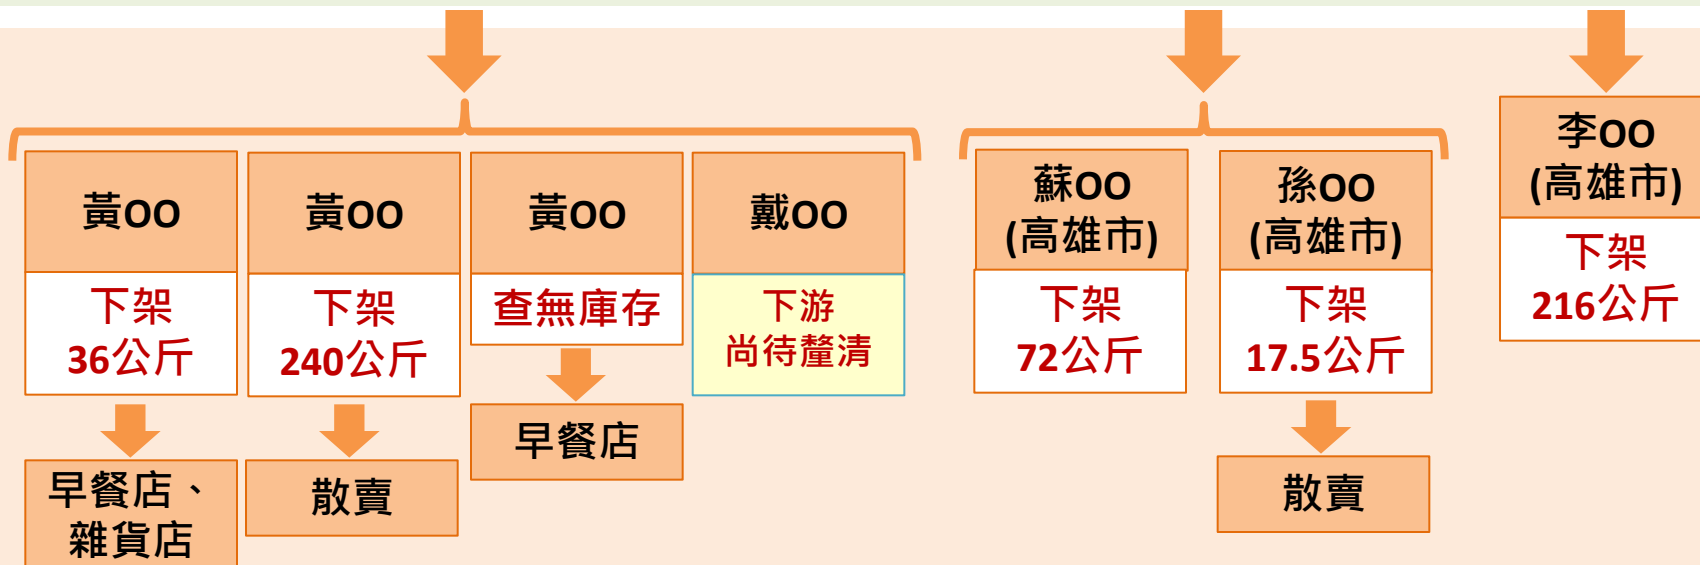 黃OO
下架
36公斤
早餐店、
雜貨店
黃OO
下架
240公斤
散賣
黃OO
查無庫存
早餐店
戴OO
下游
尚待釐清
蘇OO
(高雄市)
下架
72公斤
孫OO
(高雄市)
下架
17.5公斤
散賣
李OO
(高雄市)
下架
216公斤